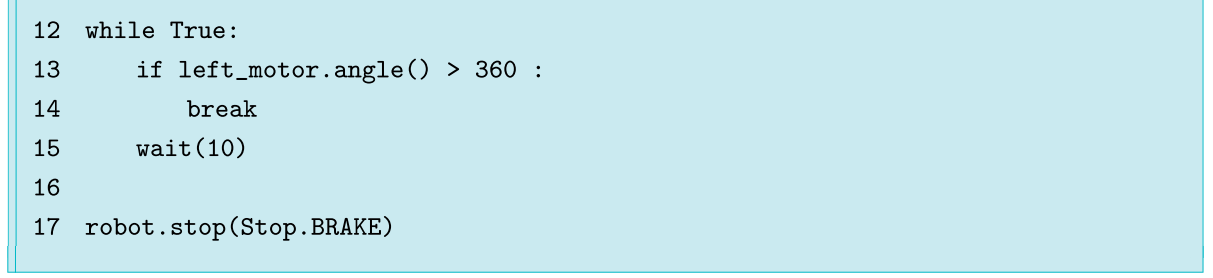 12 while True:
13     if left_motor.angle() > 360 :
14         break
15     wait(10)
16
17 robot.stop(Stop.BRAKE)